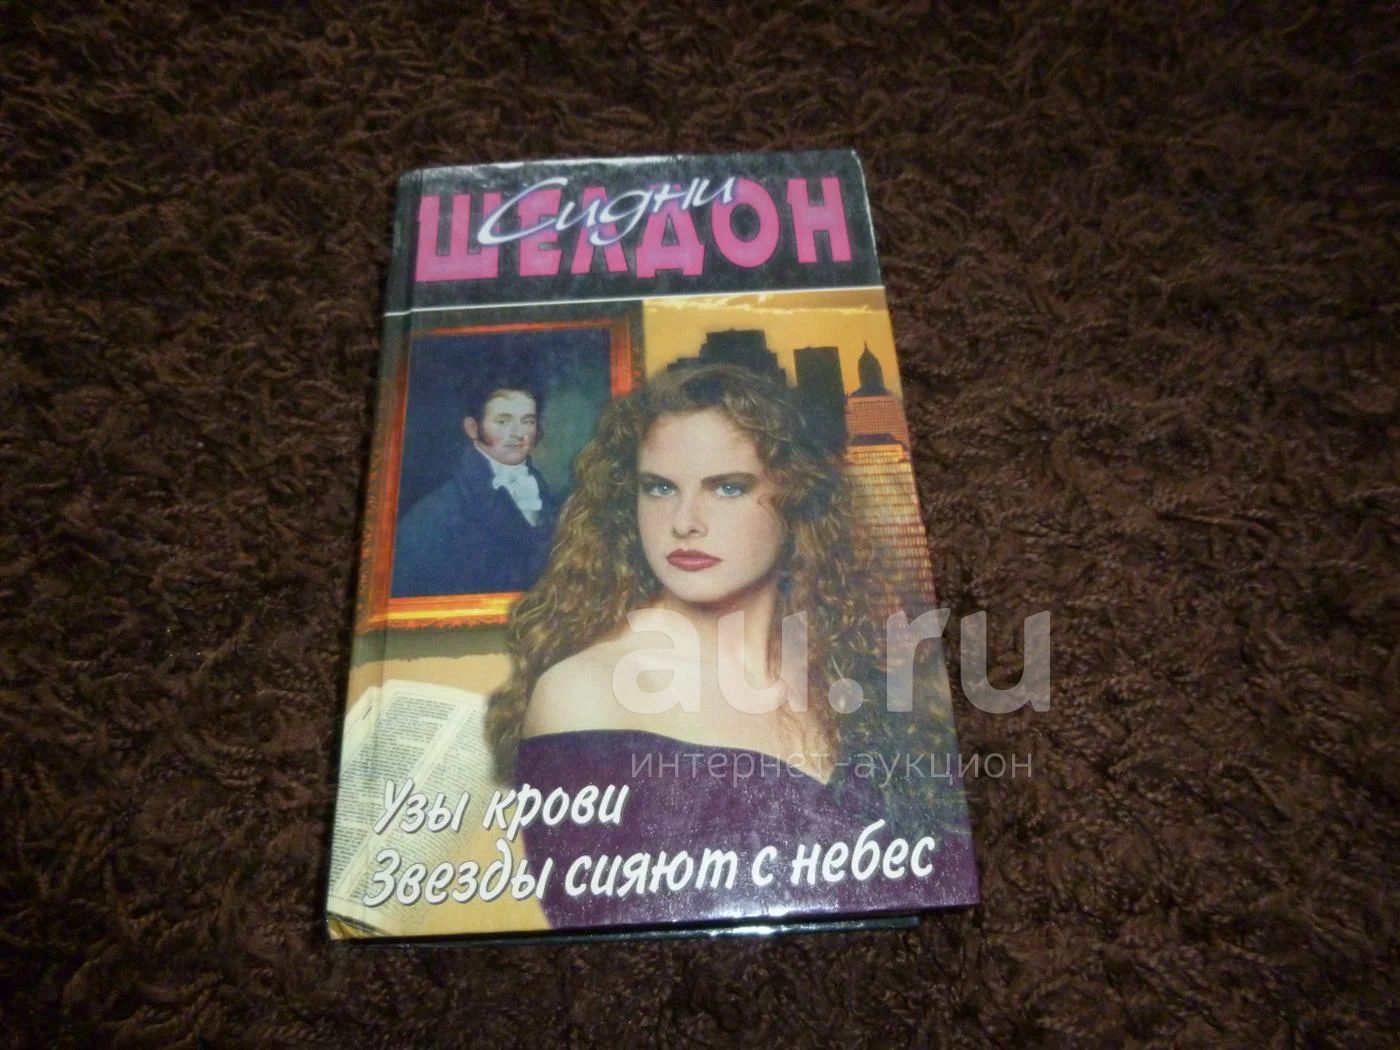 Сидни
ШЕЛДОН
au.ru
интернет-аукцион
Узы крови
Звезды сияют с небес